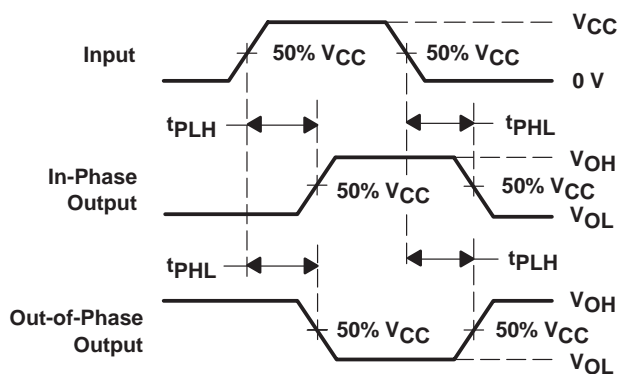 VCC
Input
50% VCC
50% VCC
0 V
tPLH
tPHL
In-Phase
Output
VOH
50% VCC
50% VCC
VOL
tPHL
tPLH
Out-of-Phase
Output
VOH
50% VCC
50% VCC
VOL